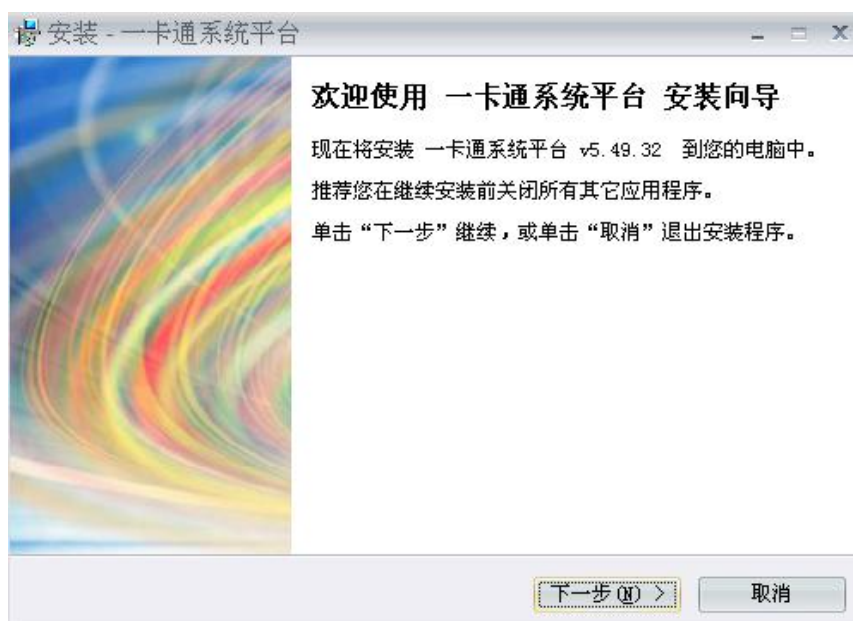 安装 - 一卡通系统平台
欢迎使用 一卡通系统平台 安装向导
现在将安装 一卡通系统平台 v5.49.32 到您的电脑中。
推荐您在继续安装前关闭所有其它应用程序。
单击“下一步”继续，或单击“取消”退出安装程序。
下一步(N) >
取消